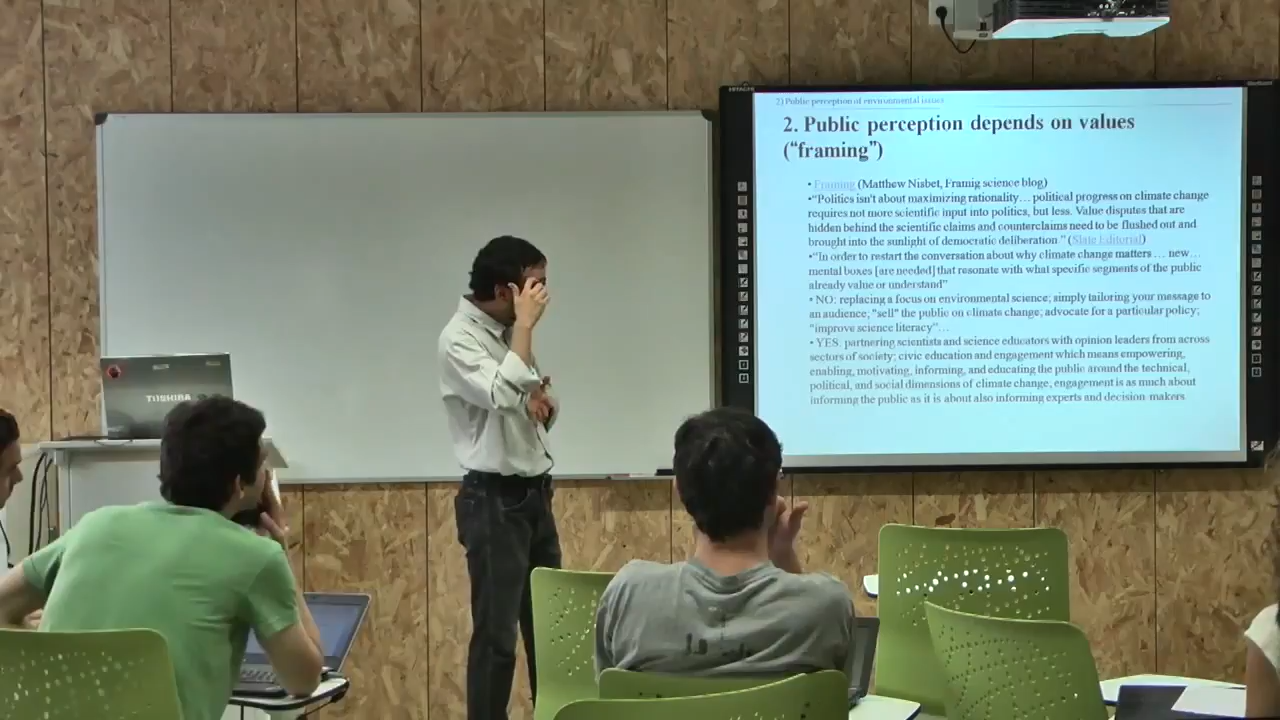 HITACHI
2) Public perception of environmental issues
2. Public perception depends on values
("framing")
• Framing (Matthew Nisbet, Framig science blog)
•"Politics isn't about maximizing rationality… political progress on climate change
requires not more scientific input into politics, but less. Value disputes that are
hidden behind the scientific claims and counterclaims need to be flushed out and
brought into the sunlight of democratic deliberation." (Slate Editorial)
•"In order to restart the conversation about why climate change matters … new…
mental boxes [are needed] that resonate with what specific segments of the public
already value or understand"
• NO: replacing a focus on environmental science; simply tailoring your message to
an audience; "sell" the public on climate change; advocate for a particular policy;
"improve science literacy"…
• YES: partnering scientists and science educators with opinion leaders from across
sectors of society; civic education and engagement which means empowering,
enabling, motivating, informing, and educating the public around the technical,
political, and social dimensions of climate change; engagement is as much about
informing the public as it is about also informing experts and decision-makers
TOSHIBA